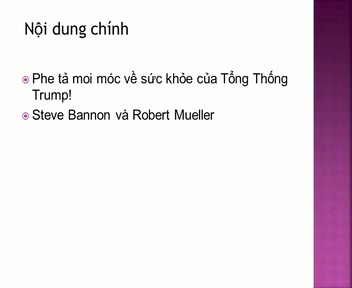 Nội dung chính
Phe tả moi móc về sức khỏe của Tổng Thống
Trump!
Steve Bannon và Robert Mueller